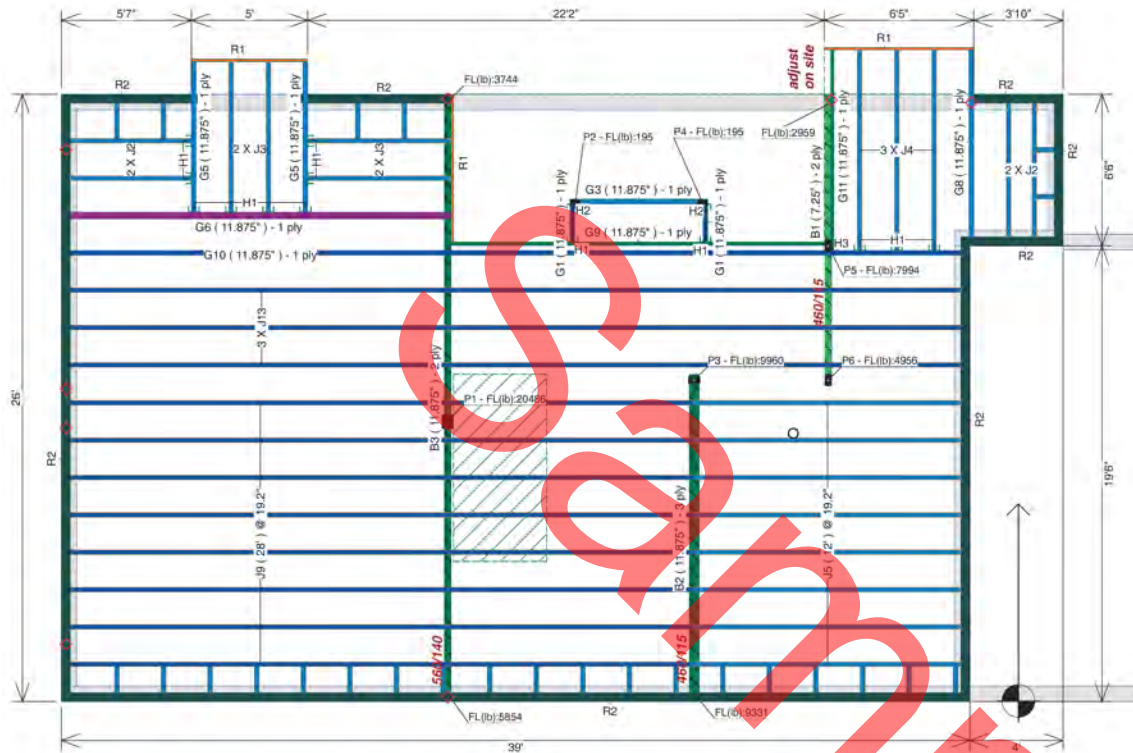 5'7"
5'
22'2"
6'5"
3'10"
R1
R1
adjust
on site
R2
R2
FL(lb):3744
P2 - FL(lb):195
P4 - FL(lb):195
FL(lb):2959
2 X J2
H1
G5 ( 11.875" ) - 1 ply
2 X J3
G5 ( 11.875" ) - 1 ply
H1
2 X J3
R1
G3 ( 11.875" ) - 1 ply
B1 ( 7.25" ) - 2 ply
G11 ( 11.875" ) - 1 ply
3 X J4
G8 ( 11.875" ) - 1 ply
2 X J2
R2
6'6"
H1
G6 ( 11.875" ) - 1 ply
H2
H2
G1 ( 11.875" ) - 1 ply
G9 ( 11.875" ) - 1 ply
G1 ( 11.875" ) - 1 ply
H1
H1
H3
H1
R2
G10 ( 11.875" ) - 1 ply
P5 - FL(lb):7994
460/115
3 X J13
P3 - FL(lb):9960
P6 - FL(lb):4956
26'
P1 - FL(lb):20486
B3 ( 11.875" ) - 2 ply
R2
R2
19'6"
J9 ( 28' ) @ 19.2"
B2 ( 11.875" ) - 3 ply
J5 ( 12' ) @ 19.2"
560/140
460/115
FL(lb):5854
R2
FL(lb):9331
39'
4'
Sam